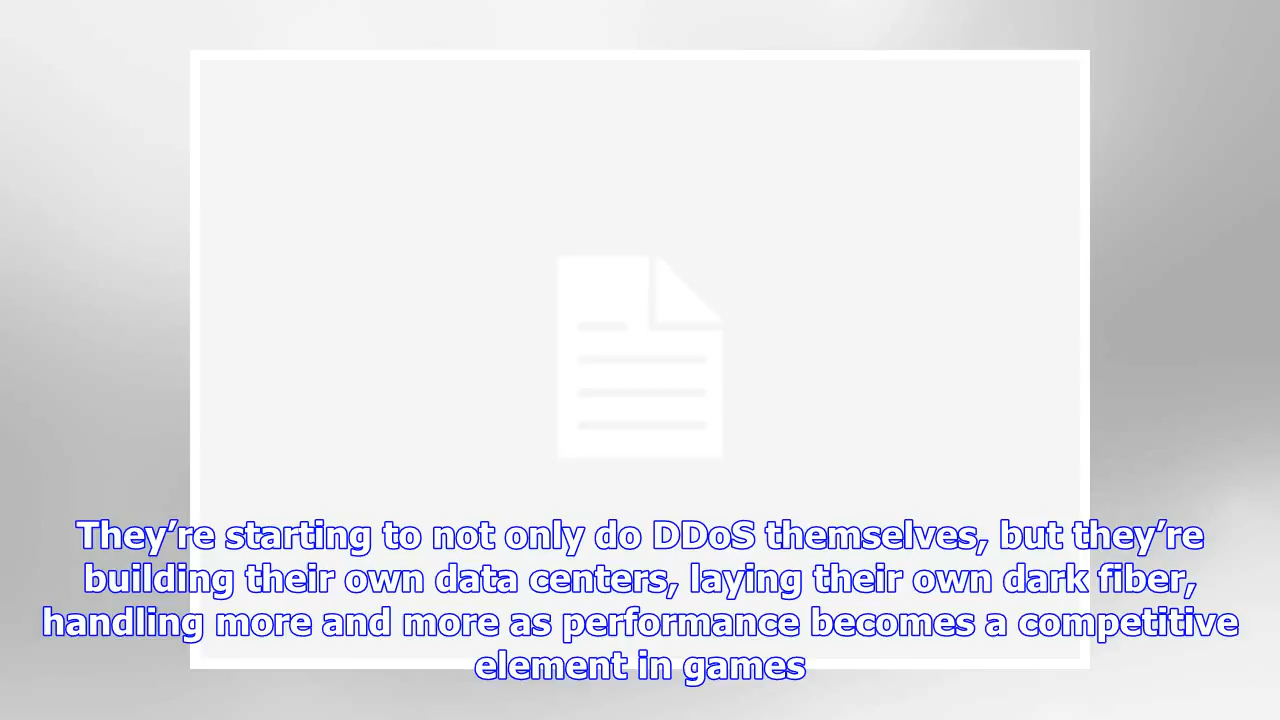 They’re starting to not only do DDoS themselves, but they’re
building their own data centers, laying their own dark fiber,
handling more and more as performance becomes a competitive
element in games